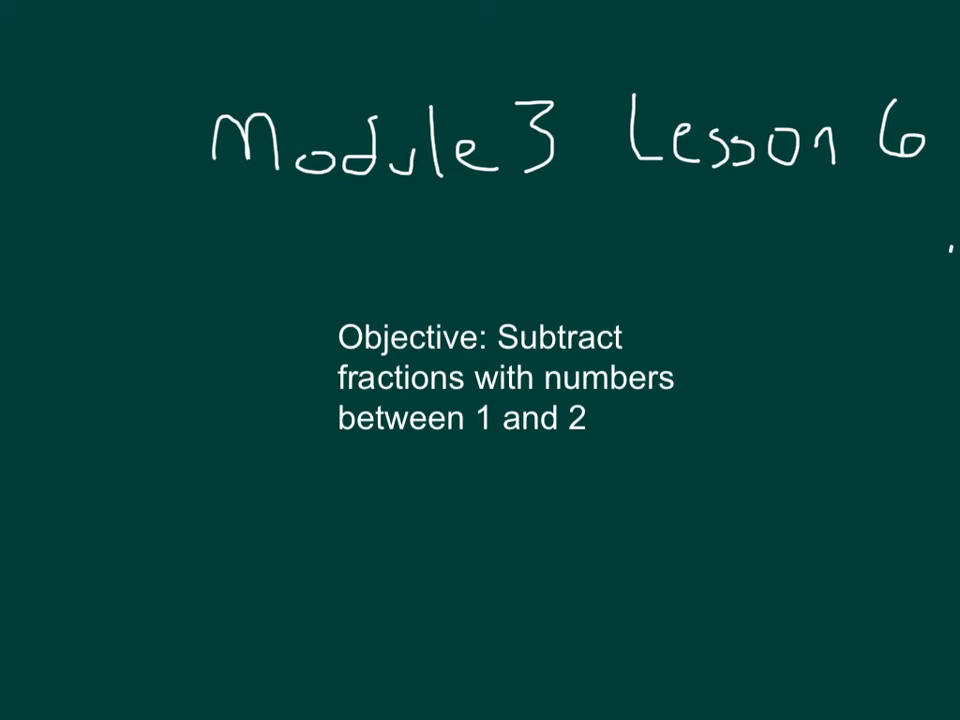 Module 3 Lesson 6
Objective: Subtract
fractions with numbers
between 1 and 2